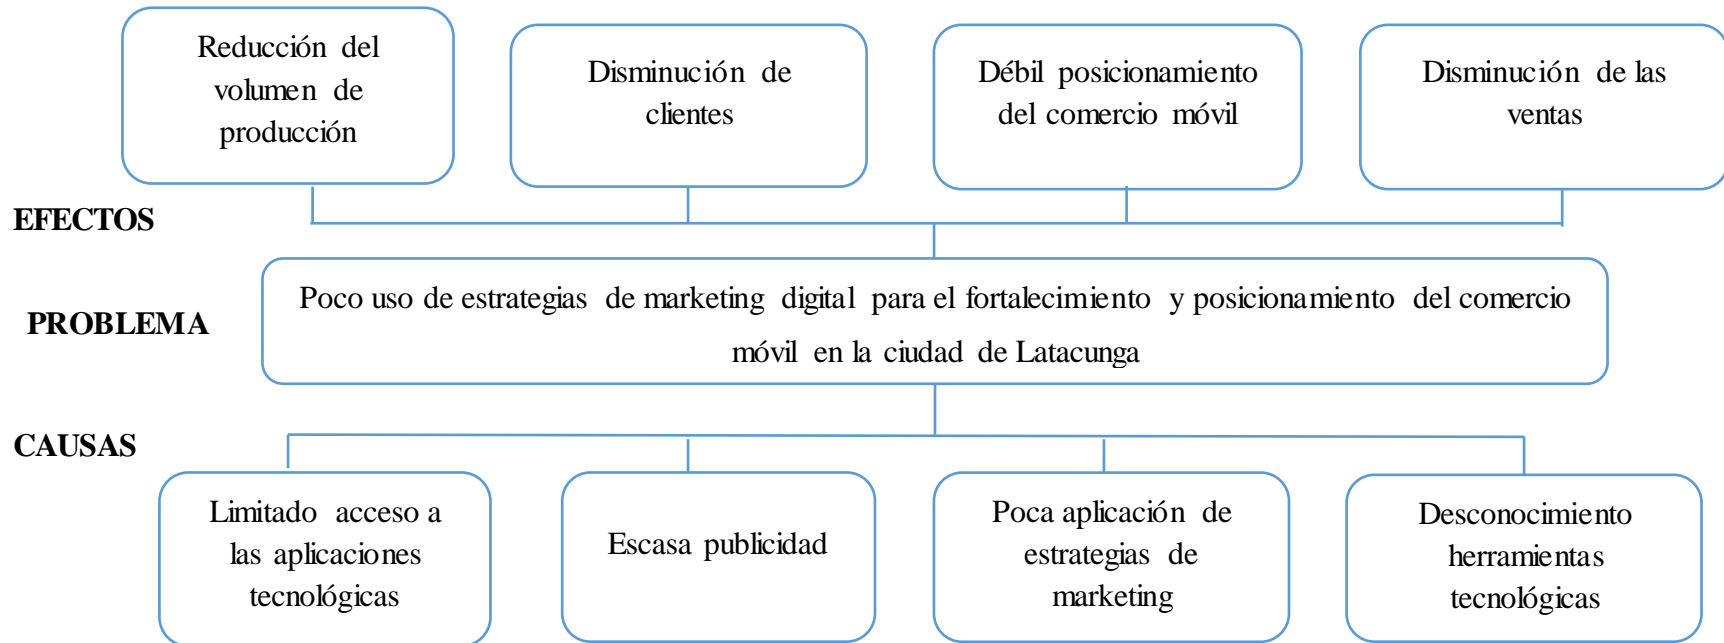 Reducción del
volumen de
producción
Disminución de
clientes
Débil posicionamiento
del comercio móvil
Disminución de las
ventas
EFECTOS
PROBLEMA
Poco uso de estrategias de marketing digital para el fortalecimiento y posicionamiento del comercio
móvil en la ciudad de Latacunga
CAUSAS
Limitado acceso a
las aplicaciones
tecnológicas
Escasa publicidad
Poca aplicación de
estrategias de
marketing
Desconocimiento
herramientas
tecnológicas